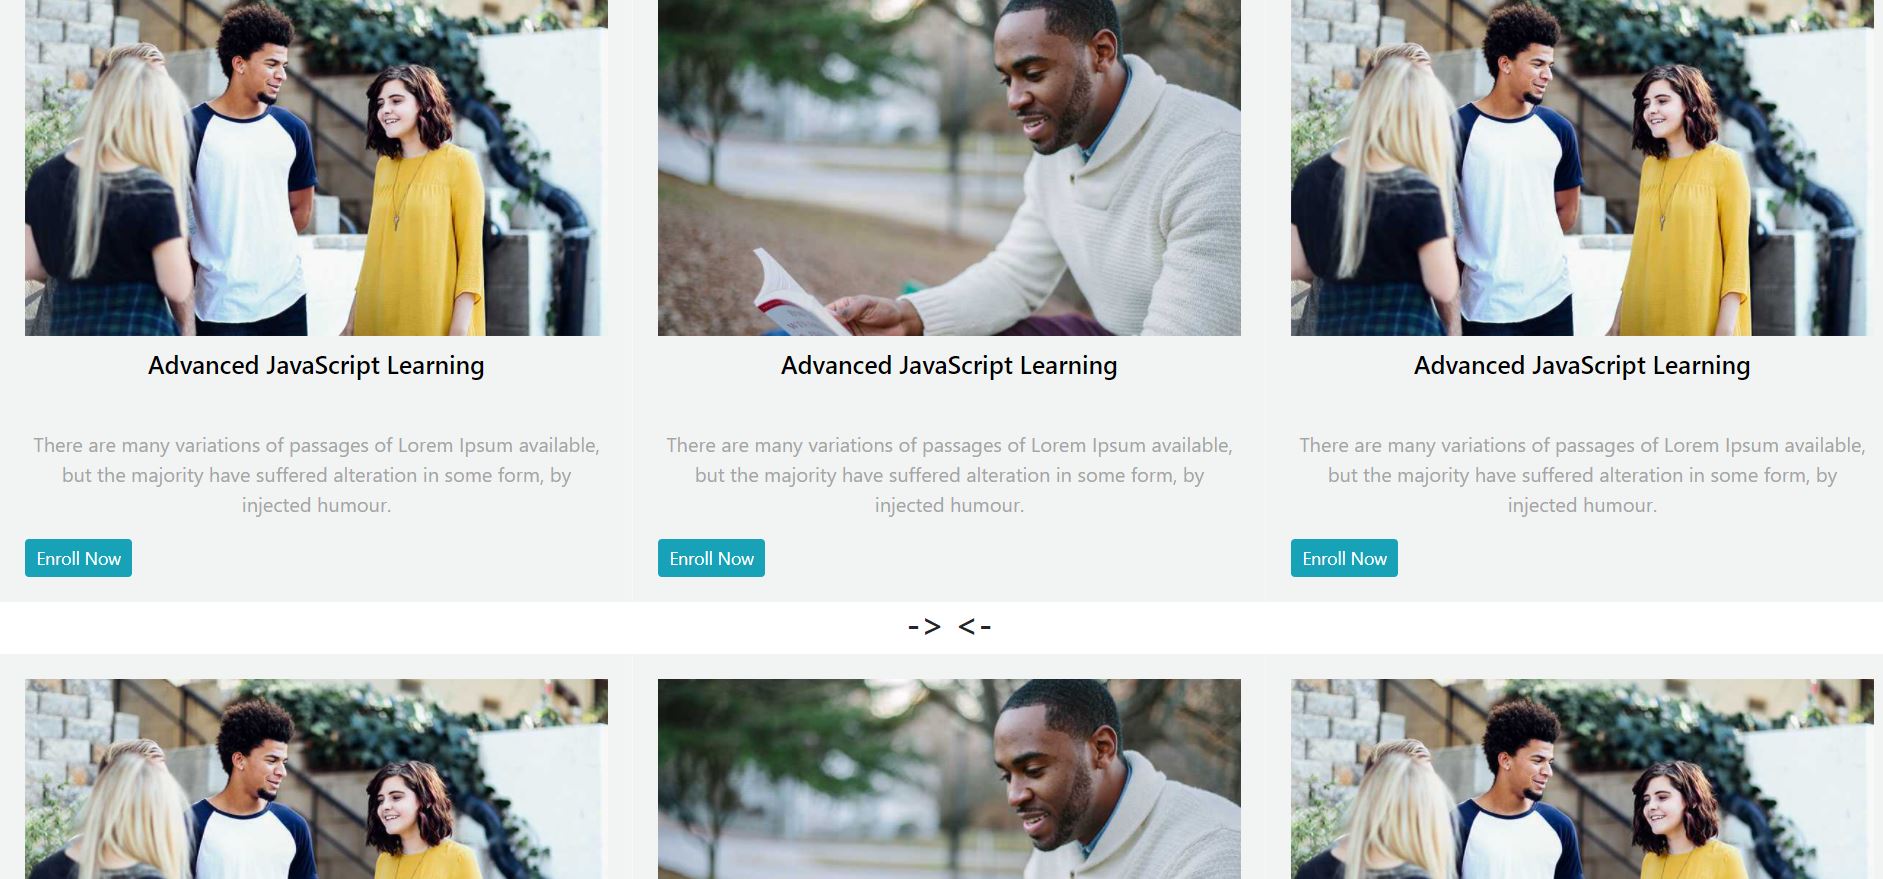 Advanced JavaScript Learning
There are many variations of passages of Lorem Ipsum available,
but the majority have suffered alteration in some form, by
injected humour.
Enroll Now
Advanced JavaScript Learning
There are many variations of passages of Lorem Ipsum available,
but the majority have suffered alteration in some form, by
injected humour.
Enroll Now
Advanced JavaScript Learning
There are many variations of passages of Lorem Ipsum available,
but the majority have suffered alteration in some form, by
injected humour.
Enroll Now
-> <-